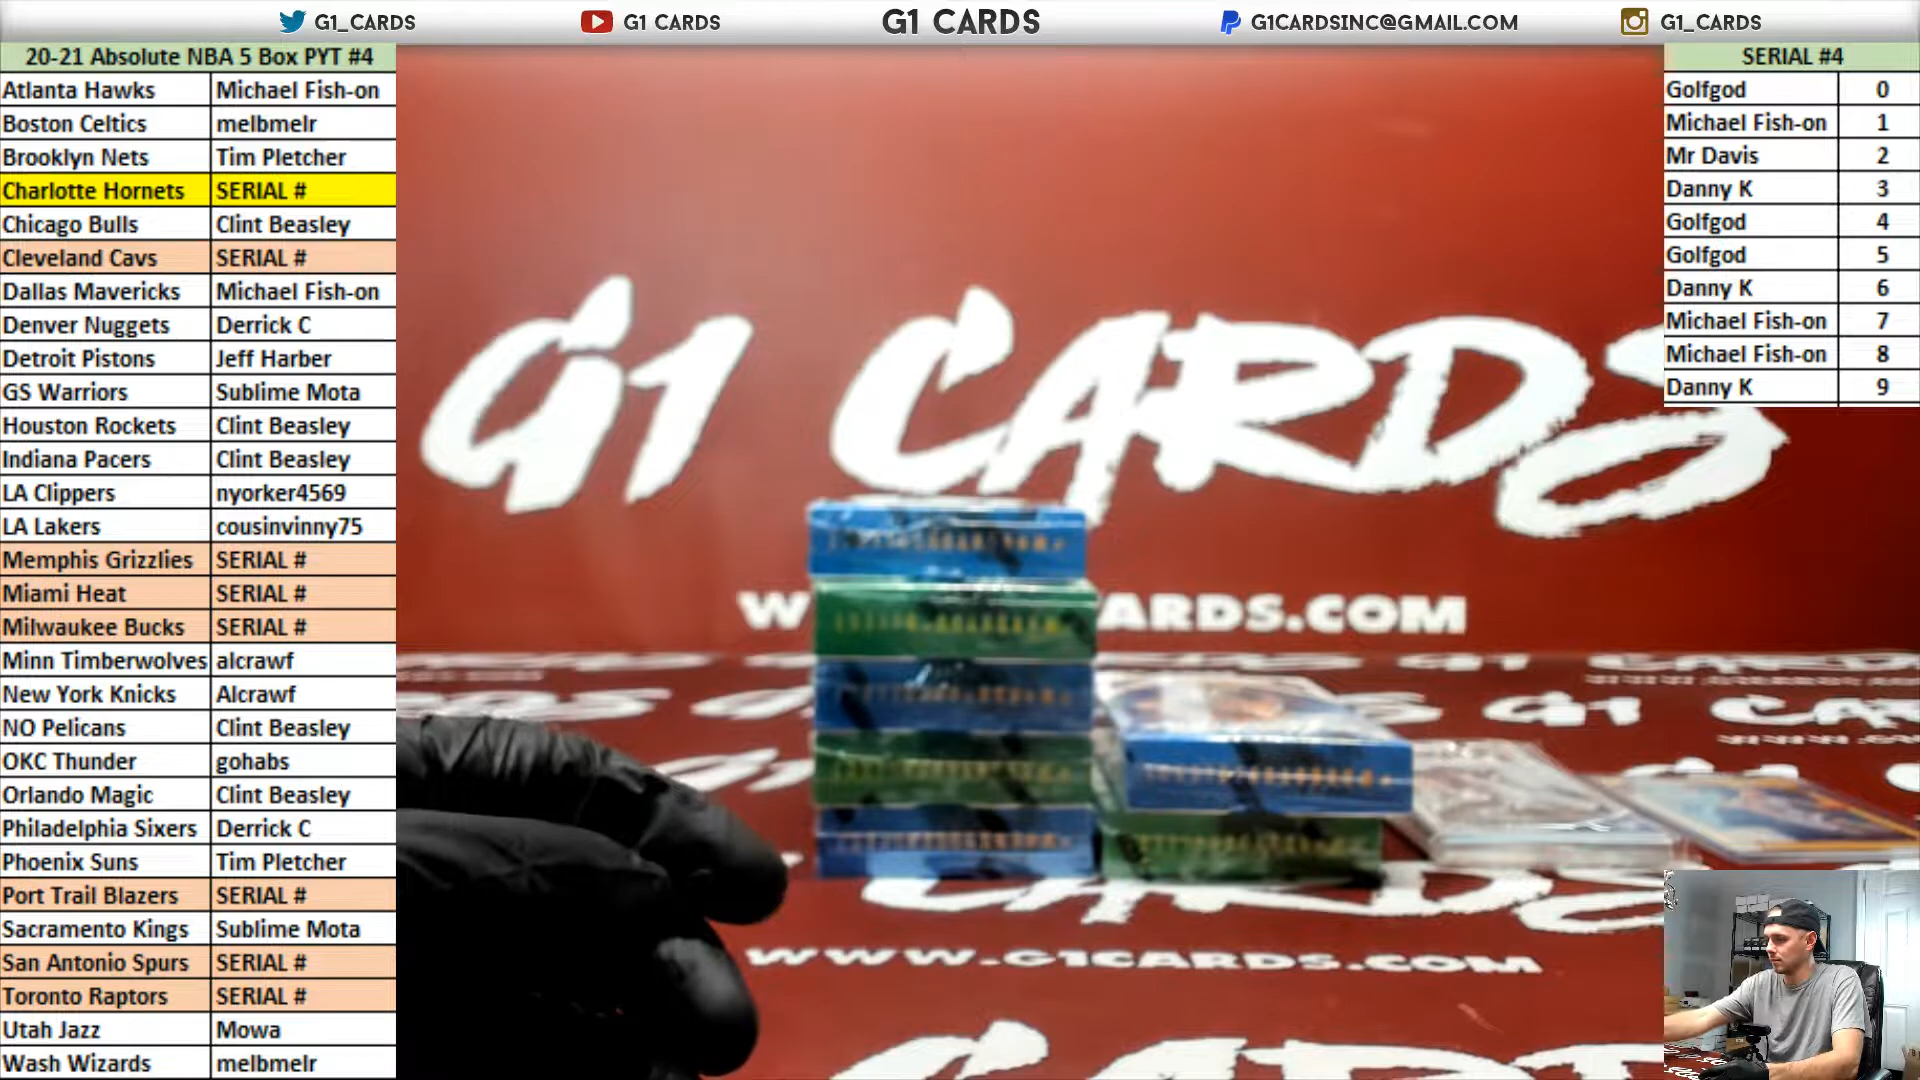 G1_CARDS G1 CARDS G1 CARDS G1CARDSINC@GMAIL.COM G1_CARDS
20-21 Absolute NBA 5 Box PYT #4
Atlanta Hawks Michael Fish-on
Boston Celtics melbmelr
Brooklyn Nets Tim Pletcher
Charlotte Hornets SERIAL #
Chicago Bulls Clint Beasley
Cleveland Cavs SERIAL #
Dallas Mavericks Michael Fish-on
Denver Nuggets Derrick C
Detroit Pistons Jeff Harber
GS Warriors Sublime Mota
Houston Rockets Clint Beasley
Indiana Pacers Clint Beasley
LA Clippers nyorker4569
LA Lakers cousinvinny75
Memphis Grizzlies SERIAL #
Miami Heat SERIAL #
Milwaukee Bucks SERIAL #
Minn Timberwolves alcrawf
New York Knicks Alcrawf
NO Pelicans Clint Beasley
OKC Thunder gohabs
Orlando Magic Clint Beasley
Philadelphia Sixers Derrick C
Phoenix Suns Tim Pletcher
Port Trail Blazers SERIAL #
Sacramento Kings Sublime Mota
San Antonio Spurs SERIAL #
Toronto Raptors SERIAL #
Utah Jazz Mowa
Wash Wizards melbmelr
SERIAL #4
Golfgod 0
Michael Fish-on 1
Mr Davis 2
Danny K 3
Golfgod 4
Golfgod 5
Danny K 6
Michael Fish-on 7
Michael Fish-on 8
Danny K 9
G1 CARDS
W ARDS.COM
G1 CA
CARDS
WWW.G1CARDS.COM
CARDS